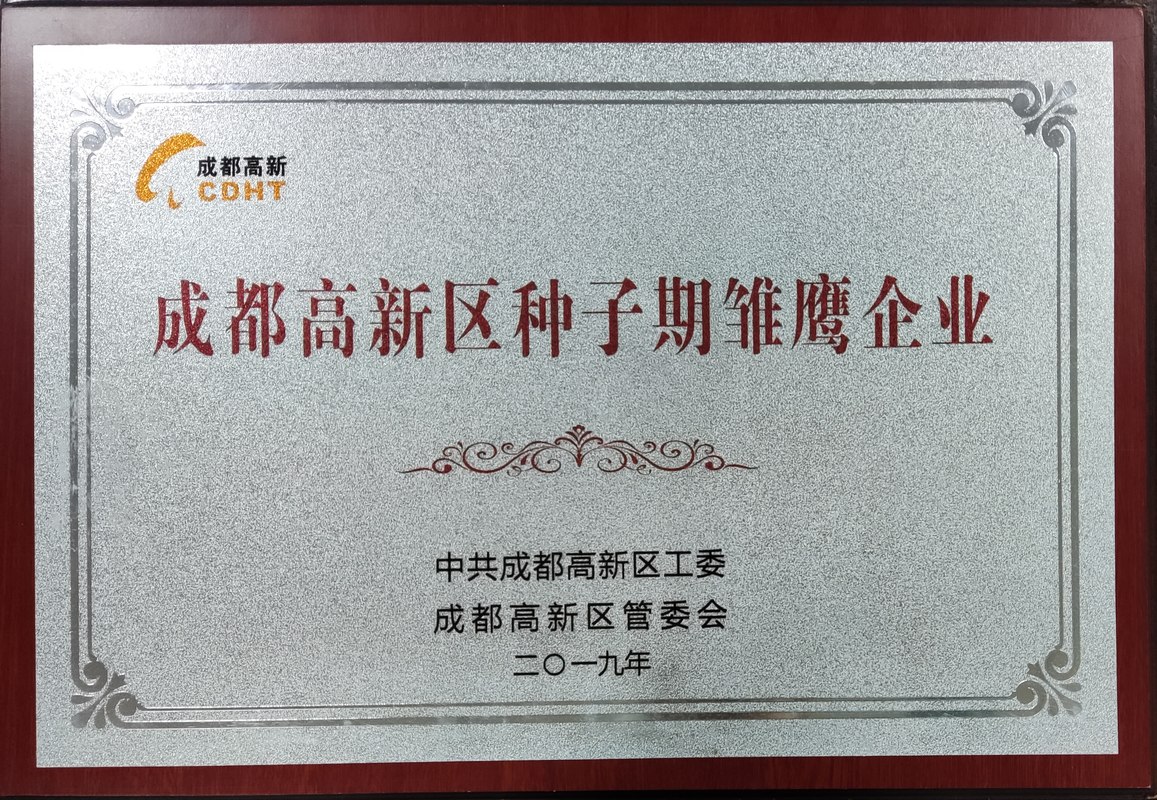 成都高新
CDHT
成都高新区种子期雏鹰企业
中共成都高新区工委
成都高新区管委会
二〇一九年